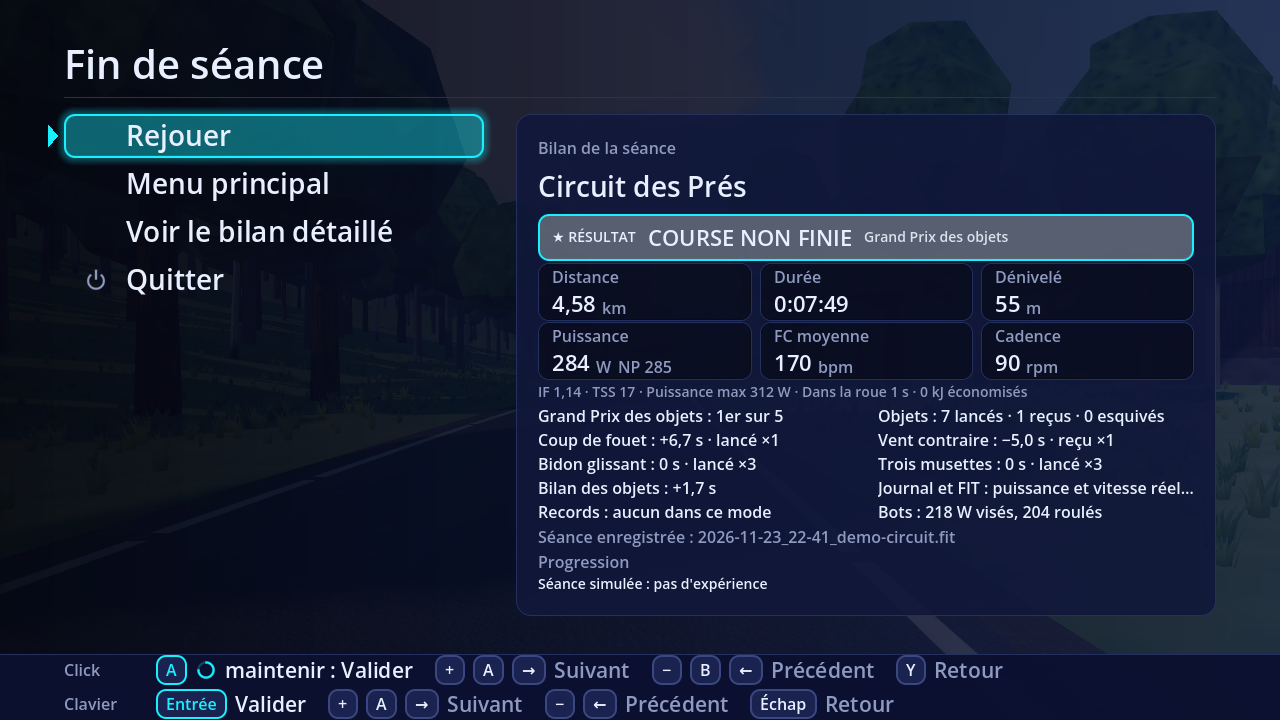 Fin de séance
Rejouer
Menu principal
Voir le bilan détaillé
Quitter
Bilan de la séance
Circuit des Prés
★ RÉSULTAT COURSE NON FINIE Grand Prix des objets
Distance Durée Dénivelé
4,58 km 0:07:49 55 m
Puissance FC moyenne Cadence
284 W NP 285 170 bpm 90 rpm
IF 1,14 · TSS 17 · Puissance max 312 W · Dans la roue 1 s · 0 kJ économisés
Grand Prix des objets : 1er sur 5 Objets : 7 lancés · 1 reçus · 0 esquivés
Coup de fouet : +6,7 s · lancé ×1 Vent contraire : −5,0 s · reçu ×1
Bidon glissant : 0 s · lancé ×3 Trois musettes : 0 s · lancé ×3
Bilan des objets : +1,7 s Journal et FIT : puissance et vitesse réel…
Records : aucun dans ce mode Bots : 218 W visés, 204 roulés
Séance enregistrée : 2026-11-23_22-41_demo-circuit.fit
Progression
Séance simulée : pas d'expérience
Click A maintenir : Valider + A → Suivant − B ← Précédent Y Retour
Clavier Entrée Valider + A → Suivant − ← Précédent Échap Retour